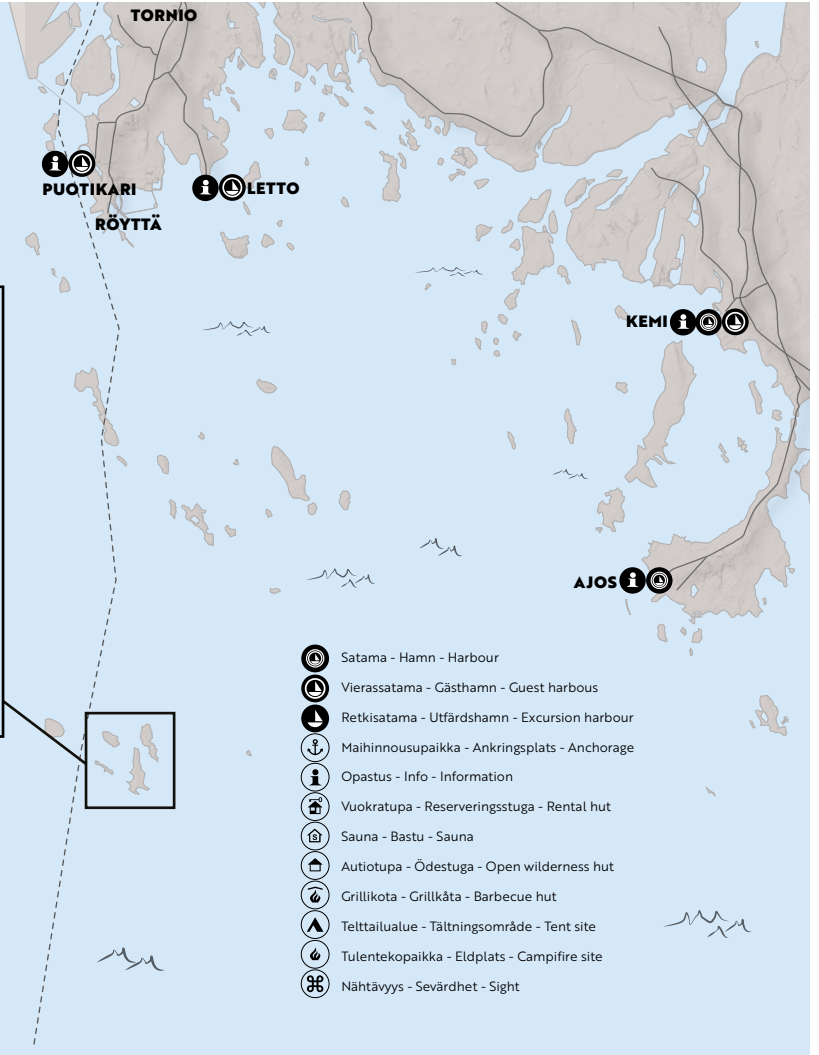 TORNIO
PUOTIKARI
LETTO
RÖYTTÄ
KEMI
AJOS
Satama - Hamn - Harbour
Vierassatama - Gästhamn - Guest harbous
Retkisatama - Utfärdshamn - Excursion harbour
Maihinnousupaikka - Ankringsplats - Anchorage
Opastus - Info - Information
Vuokratupa - Reserveringsstuga - Rental hut
Sauna - Bastu - Sauna
Autiotupa - Ödestuga - Open wilderness hut
Grillikota - Grillkåta - Barbecue hut
Telttailualue - Tältningsområde - Tent site
Tulentekopaikka - Eldplats - Campifire site
Nähtävyys - Sevärdhet - Sight